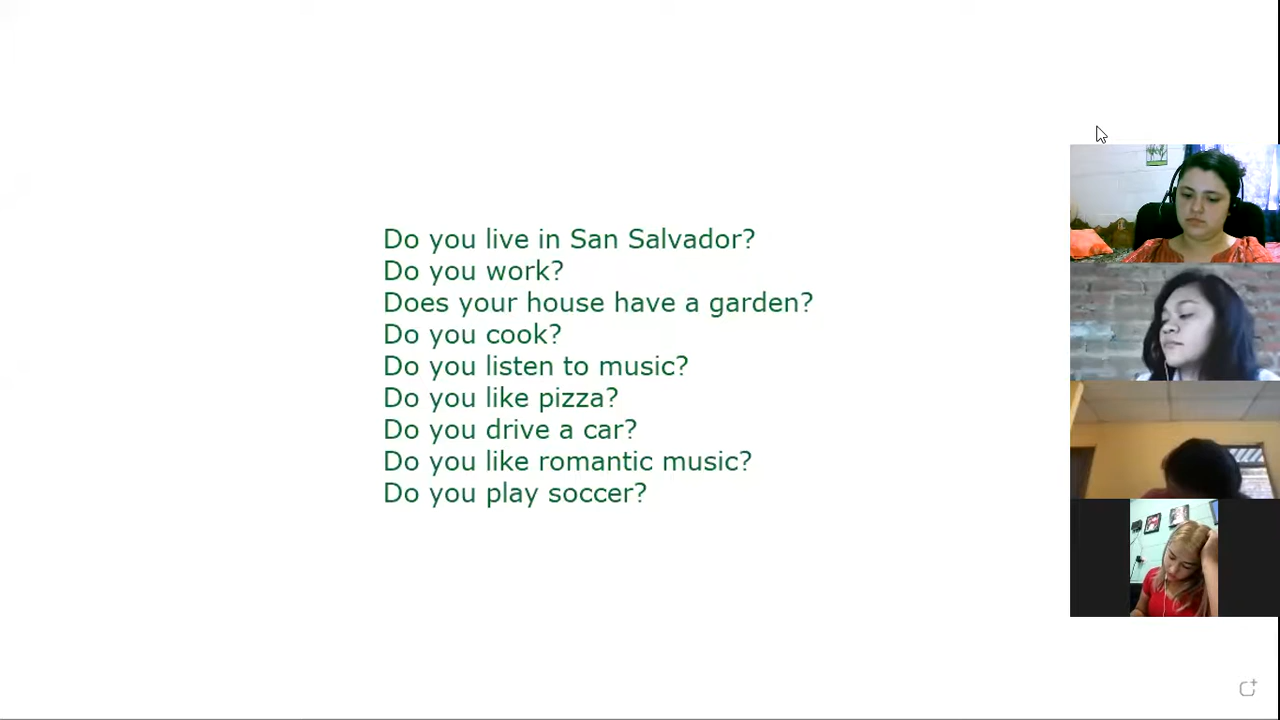 Do you live in San Salvador?
Do you work?
Does your house have a garden?
Do you cook?
Do you listen to music?
Do you like pizza?
Do you drive a car?
Do you like romantic music?
Do you play soccer?